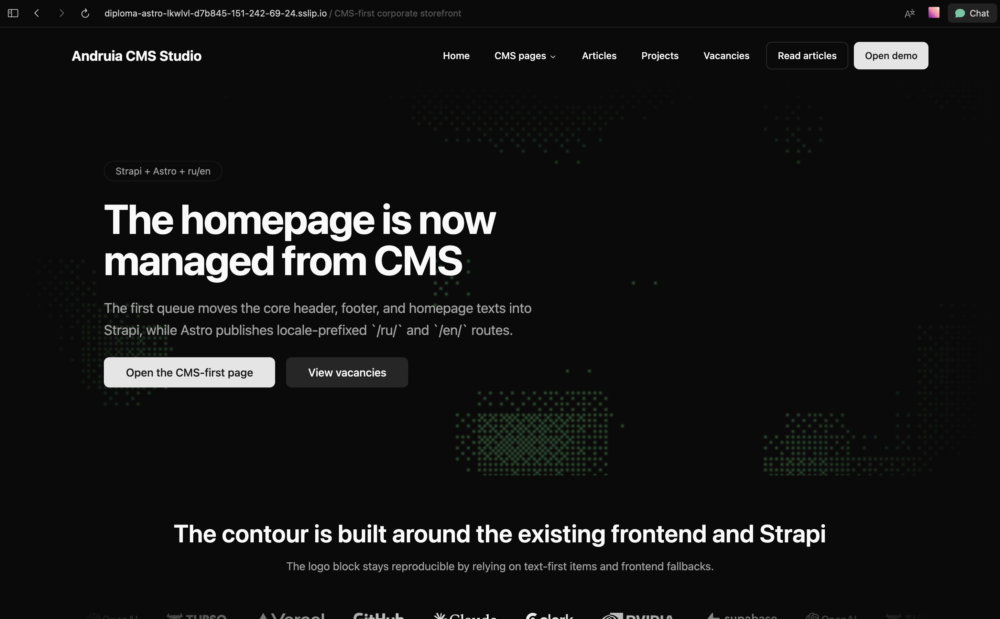 diploma-astro-lkwlvl-d7b845-151-242-69-24.sslip.io / CMS-first corporate storefront
Chat
Andruia CMS Studio
Home
CMS pages
Articles
Projects
Vacancies
Read articles
Open demo
Strapi + Astro + ru/en
The homepage is now
managed from CMS
The first queue moves the core header, footer, and homepage texts into
Strapi, while Astro publishes locale-prefixed `/ru/` and `/en/` routes.
Open the CMS-first page
View vacancies
The contour is built around the existing frontend and Strapi
The logo block stays reproducible by relying on text-first items and frontend fallbacks.
OpenAI
TURSO
Vercel
GitHub
Claude
clerk
NVIDIA
supabase
OpenAI